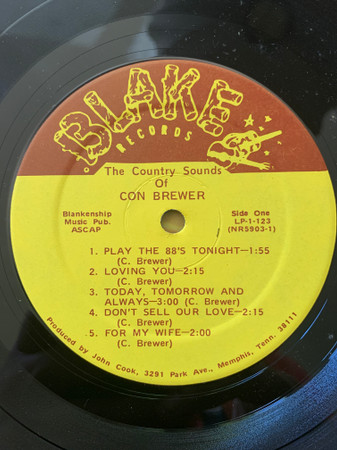 BLAKE
RECORDS
The Country Sounds
Of
CON BREWER
Blankenship
Music Pub.
ASCAP
Side One
LP-1-123
(NR5903-1)
1. PLAY THE 88'S TONIGHT—1:55
(C. Brewer)
2. LOVING YOU—2:15
(C. Brewer)
3. TODAY, TOMORROW AND
ALWAYS—3:00 (C. Brewer)
4. DON'T SELL OUR LOVE—2:15
(C. Brewer)
5. FOR MY WIFE—2:00
(C. Brewer)
Produced by John Cook, 3291 Park Ave., Memphis, Tenn. 38111